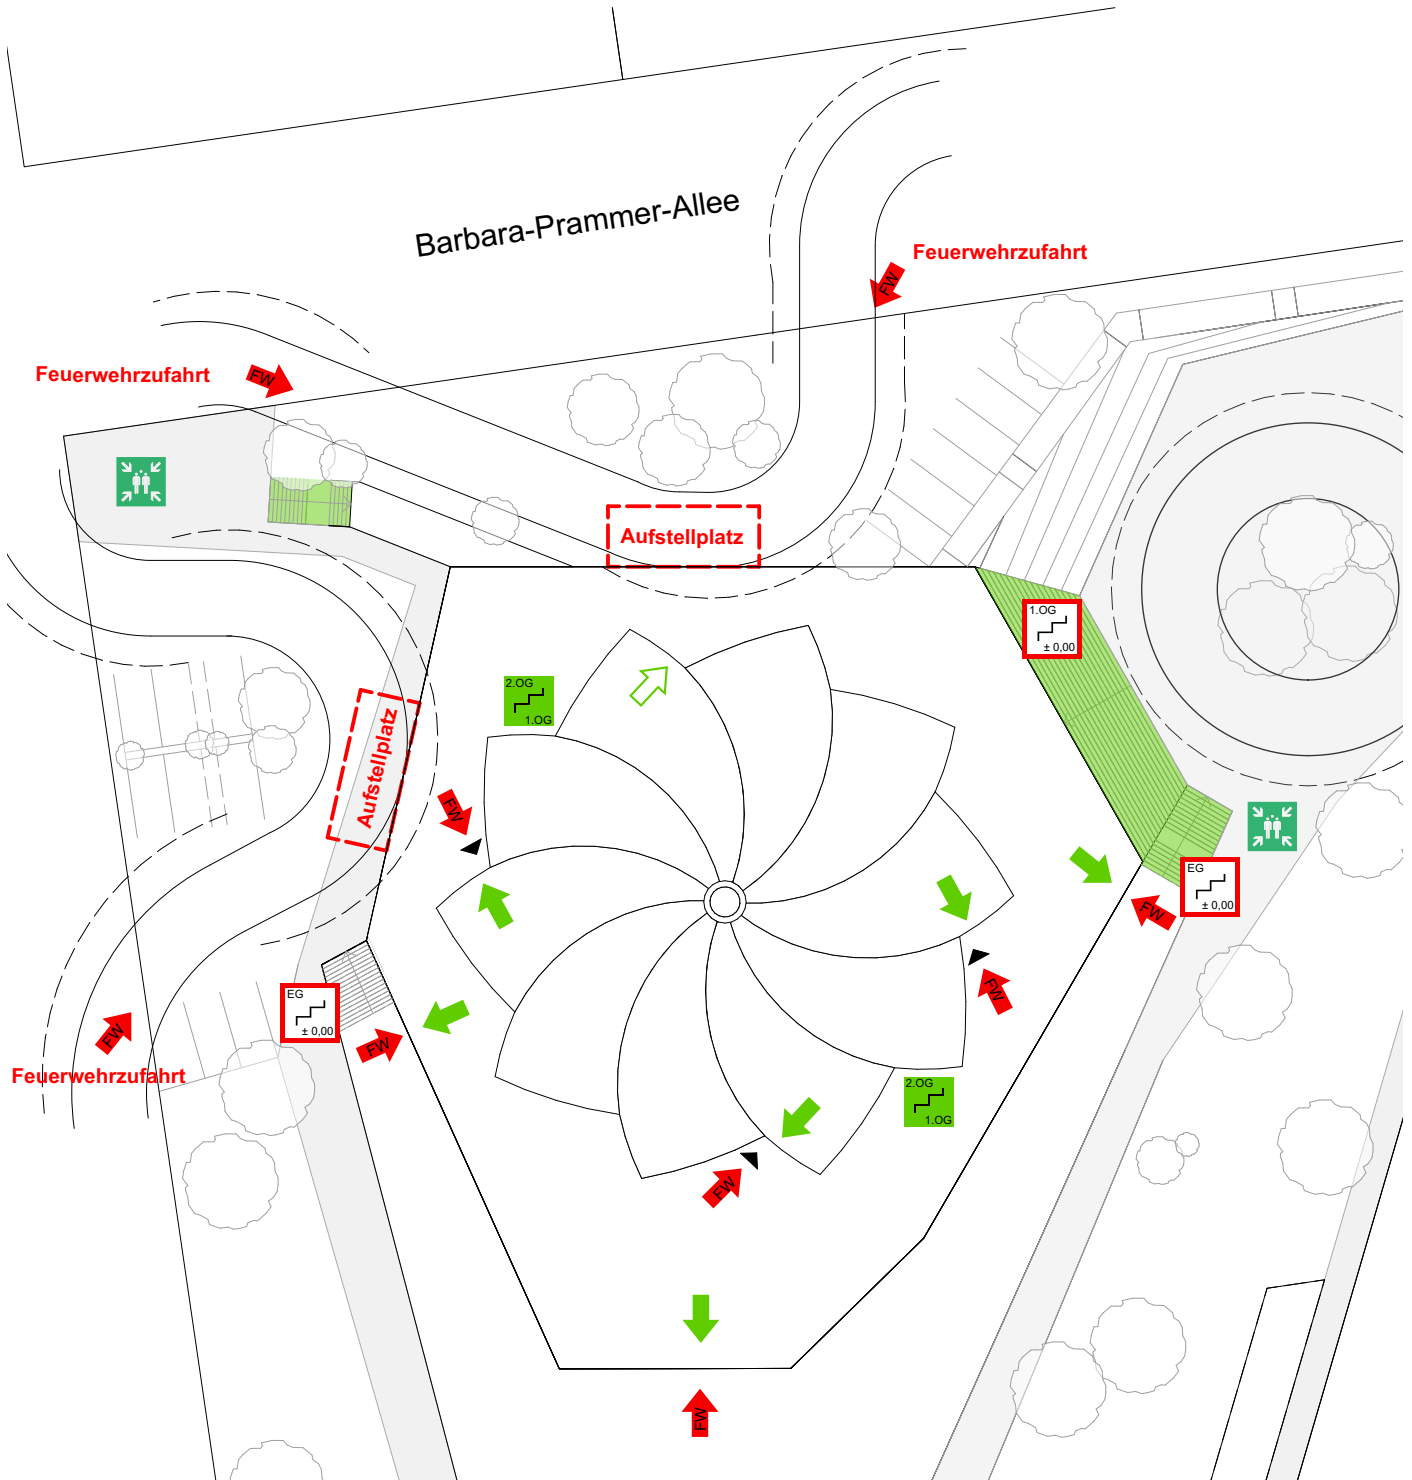 Barbara-Prammer-Allee
Feuerwehrzufahrt
FW
Feuerwehrzufahrt
FW
Aufstellplatz
1.OG
± 0,00
2.OG
1.OG
Aufstellplatz
FW
EG
± 0,00
FW
FW
EG
± 0,00
FW
FW
Feuerwehrzufahrt
2.OG
1.OG
FW
FW